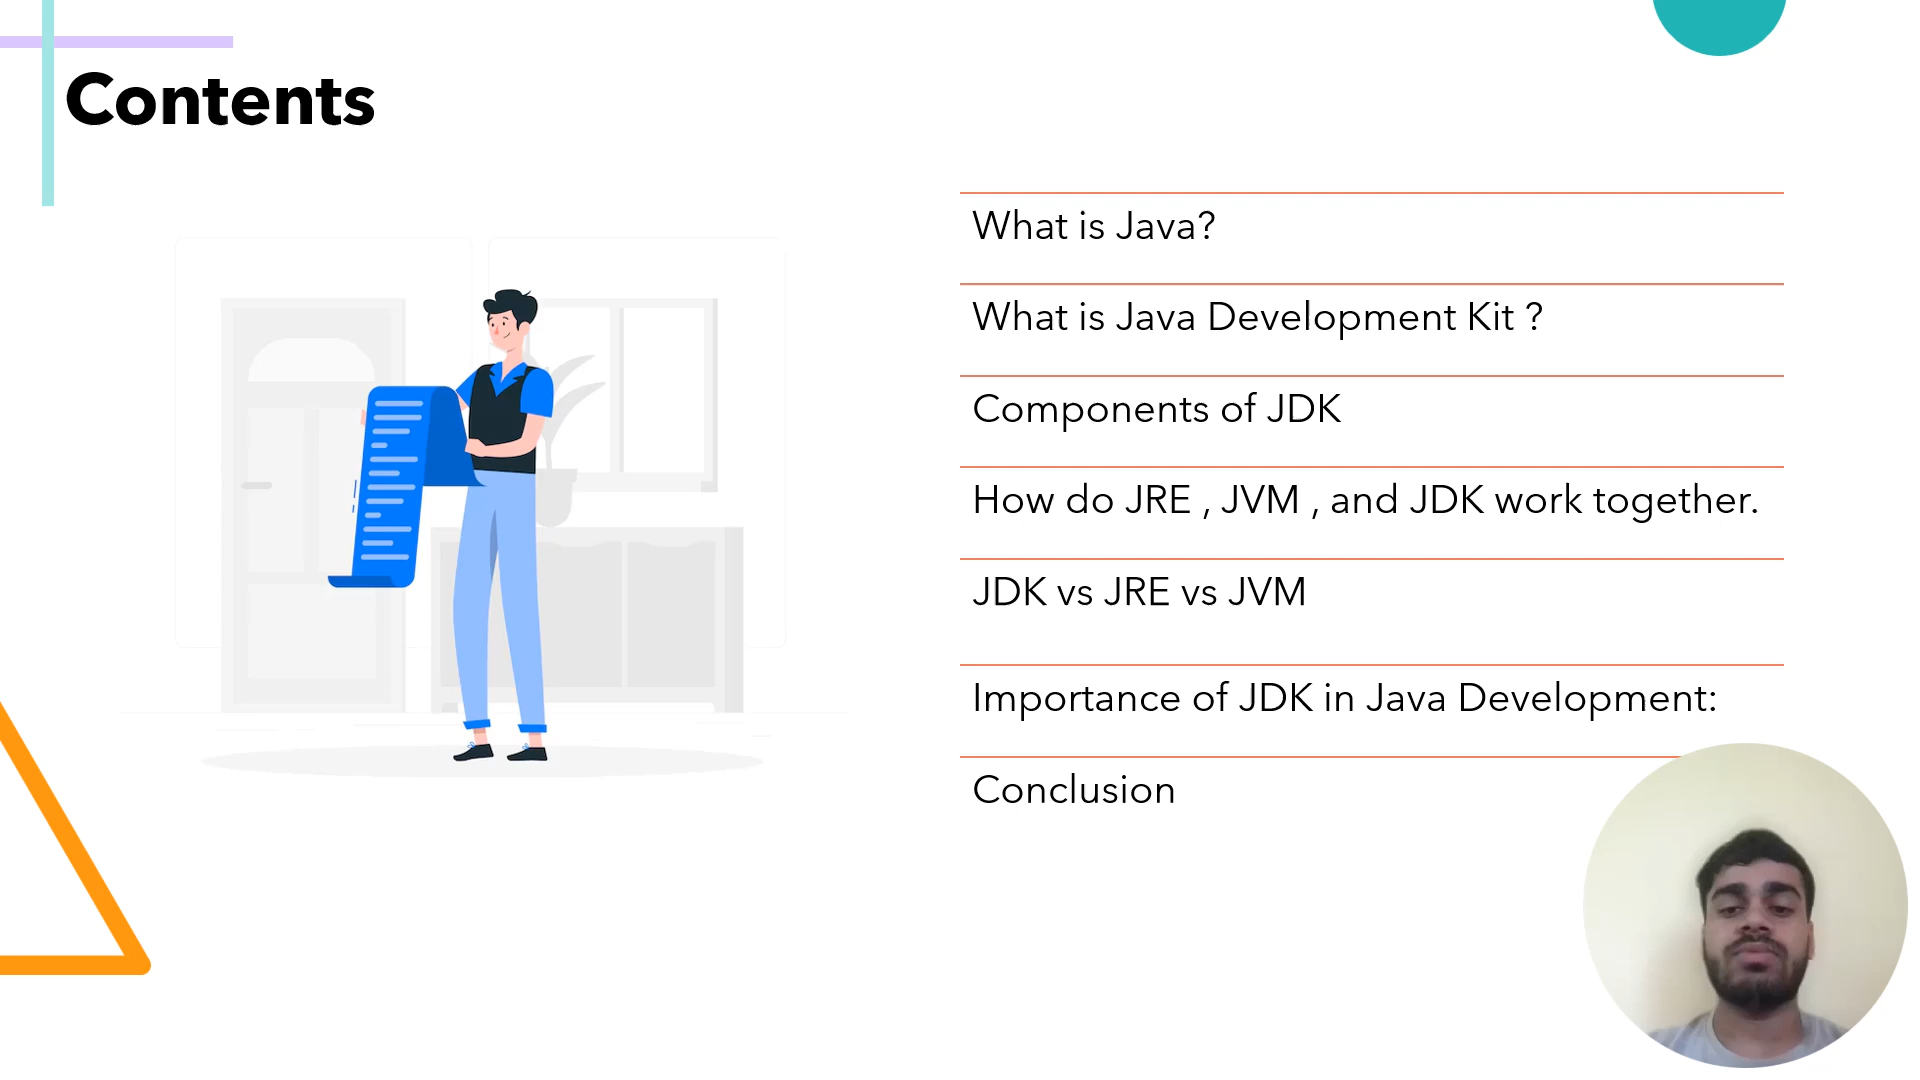 Contents
What is Java?
What is Java Development Kit ?
Components of JDK
How do JRE , JVM , and JDK work together.
JDK vs JRE vs JVM
Importance of JDK in Java Development:
Conclusion